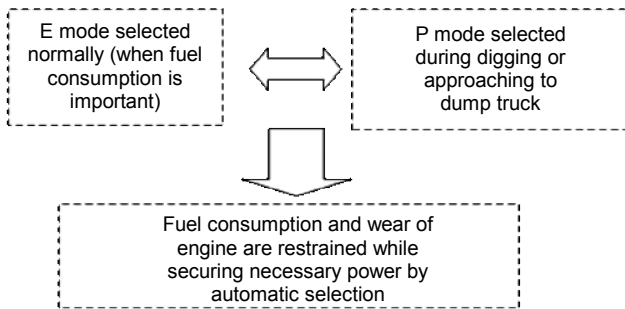 E mode selected
normally (when fuel
consumption is
important)
P mode selected
during digging or
approaching to
dump truck
Fuel consumption and wear of
engine are restrained while
securing necessary power by
automatic selection